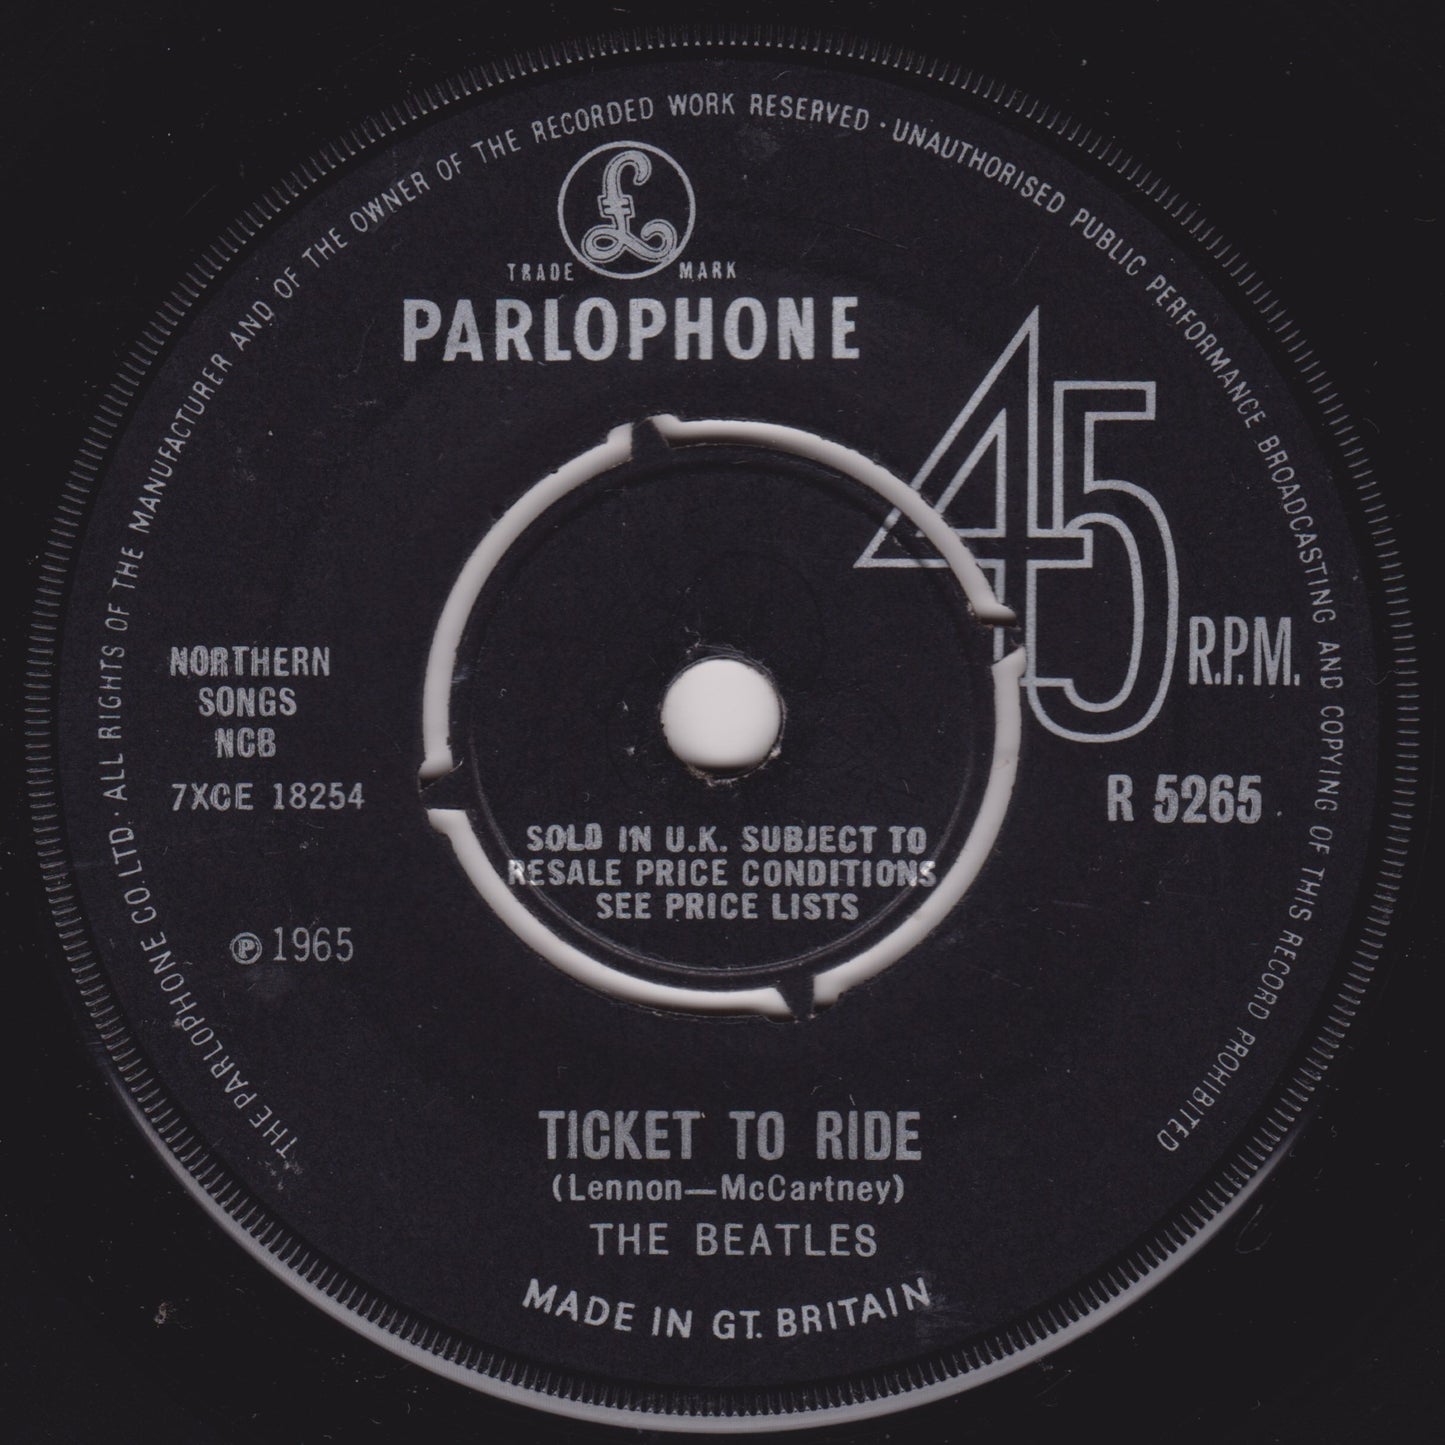 THE PARLOPHONE CO. LTD. · ALL RIGHTS OF THE MANUFACTURER AND OF THE OWNER OF THE RECORDED WORK RESERVED · UNAUTHORISED PUBLIC PERFORMANCE BROADCASTING AND COPYING OF THIS RECORD PROHIBITED
£
TRADE MARK
PARLOPHONE
45 R.P.M.
NORTHERN
SONGS
NCB
7XCE 18254
R 5265
SOLD IN U.K. SUBJECT TO
RESALE PRICE CONDITIONS
SEE PRICE LISTS
℗ 1965
TICKET TO RIDE
(Lennon—McCartney)
THE BEATLES
MADE IN GT. BRITAIN